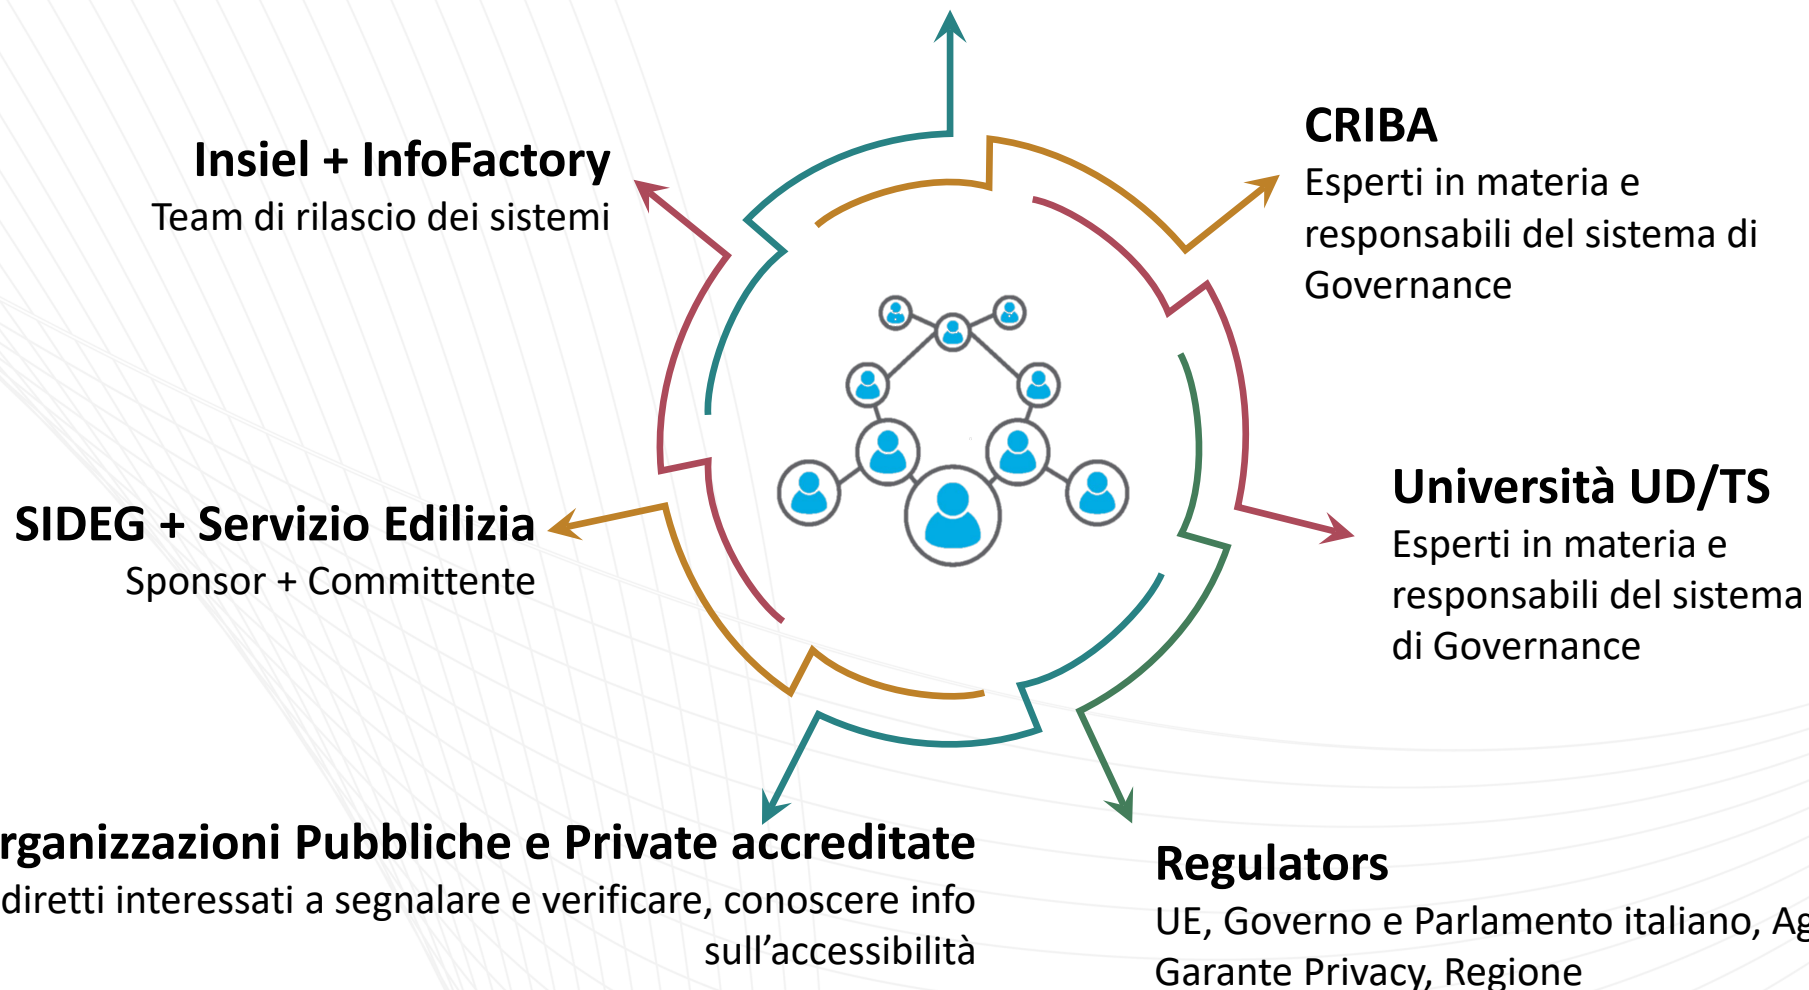 Insiel + InfoFactory
Team di rilascio dei sistemi
CRIBA
Esperti in materia e
responsabili del sistema di
Governance
SIDEG + Servizio Edilizia
Sponsor + Committente
Università UD/TS
Esperti in materia e
responsabili del sistema
di Governance
rganizzazioni Pubbliche e Private accreditate
diretti interessati a segnalare e verificare, conoscere info
sull’accessibilità
Regulators
UE, Governo e Parlamento italiano, Ag
Garante Privacy, Regione